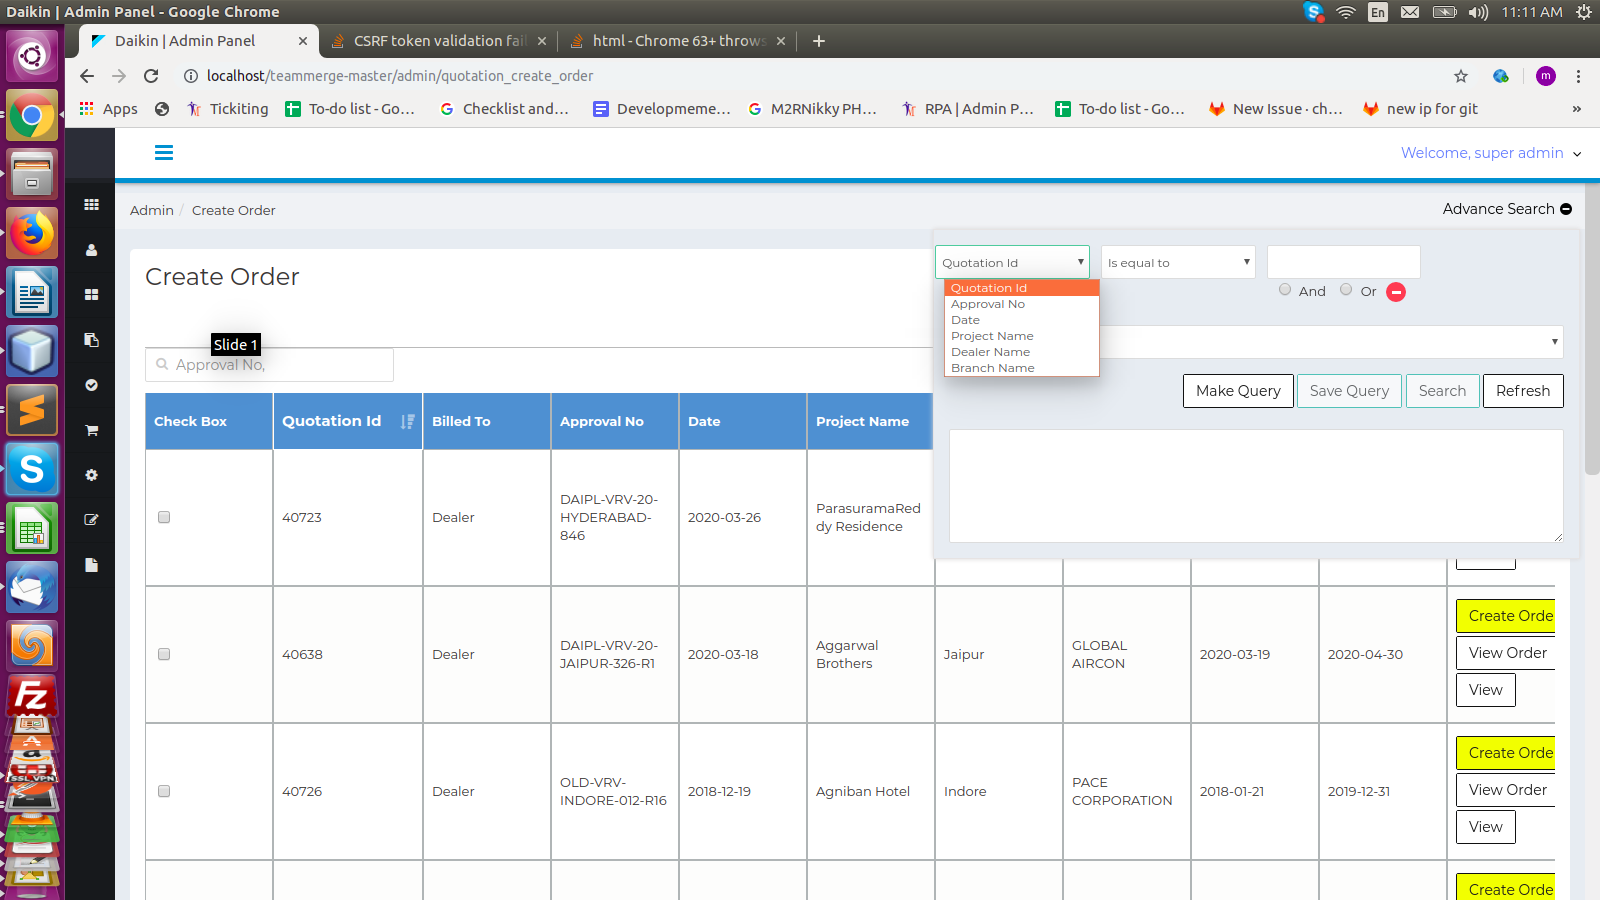 Daikin | Admin Panel - Google Chrome
En
11:11 AM
Daikin | Admin Panel
CSRF token validation fail
html - Chrome 63+ throws
localhost/teammerge-master/admin/quotation_create_order
m
Apps
Tickiting
To-do list - Go...
Checklist and...
Developmeme...
M2RNikky PH...
RPA | Admin P...
To-do list - Go...
New Issue · ch...
new ip for git
»
Welcome, super admin
Admin / Create Order
Advance Search
Create Order
Quotation Id
Is equal to
And
Or
Quotation Id
Approval No
Date
Project Name
Dealer Name
Branch Name
Slide 1
Approval No,
Make Query
Save Query
Search
Refresh
Check Box
Quotation Id
Billed To
Approval No
Date
Project Name
40723
Dealer
DAIPL-VRV-20-
HYDERABAD-
846
2020-03-26
ParasuramaRed
dy Residence
40638
Dealer
DAIPL-VRV-20-
JAIPUR-326-R1
2020-03-18
Aggarwal
Brothers
Jaipur
GLOBAL
AIRCON
2020-03-19
2020-04-30
Create Orde
View Order
View
40726
Dealer
OLD-VRV-
INDORE-012-R16
2018-12-19
Agniban Hotel
Indore
PACE
CORPORATION
2018-01-21
2019-12-31
Create Orde
View Order
View
Create Orde
S
Fz
a
SSL VPN